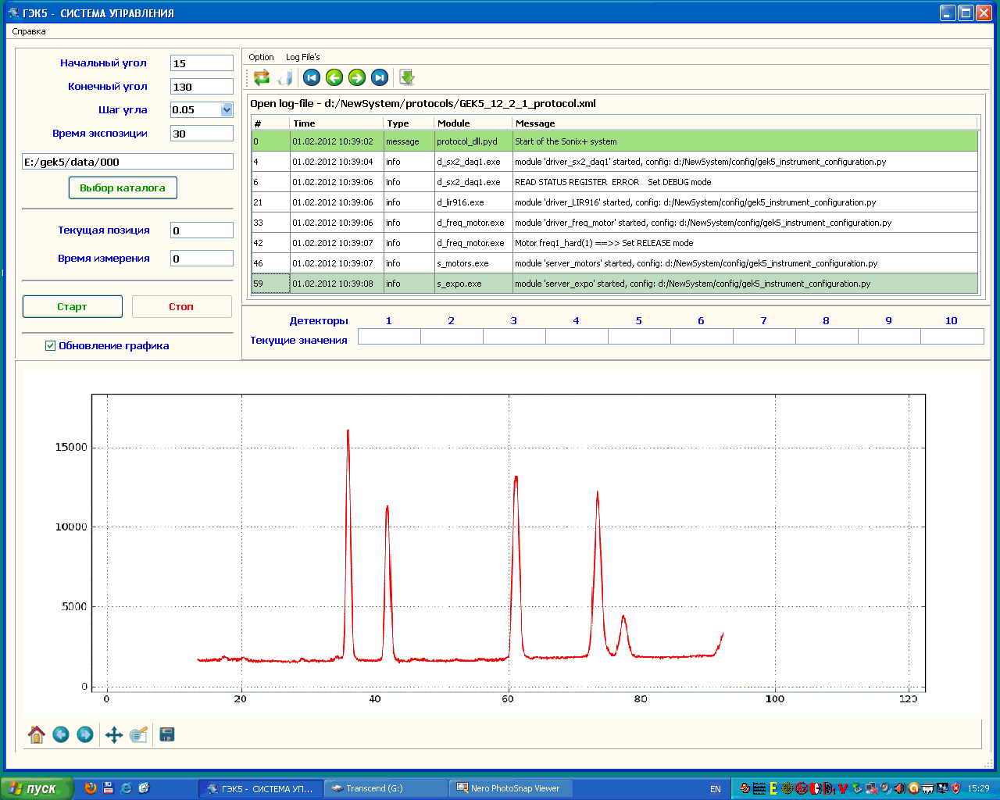 ГЭК5 - СИСТЕМА УПРАВЛЕНИЯ
Справка
Начальный угол 15
Конечный угол 130
Шаг угла 0.05
Время экспозиции 30
E:/gek5/data/000
Выбор каталога
Текущая позиция 0
Время измерения 0
Старт Стоп
Обновление графика
Option Log File's
Open log-file - d:/NewSystem/protocols/GEK5_12_2_1_protocol.xml
# Time Type Module Message
0 01.02.2012 10:39:02 message protocol_dll.pyd Start of the Sonix+ system
4 01.02.2012 10:39:04 info d_sx2_daq1.exe module 'driver_sx2_daq1' started, config: d:/NewSystem/config/gek5_instrument_configuration.py
6 01.02.2012 10:39:06 info d_sx2_daq1.exe READ STATUS REGISTER ERROR Set DEBUG mode
21 01.02.2012 10:39:06 info d_lir916.exe module 'driver_LIR916' started, config: d:/NewSystem/config/gek5_instrument_configuration.py
33 01.02.2012 10:39:06 info d_freq_motor.exe module 'driver_freq_motor' started, config: d:/NewSystem/config/gek5_instrument_configuration.py
42 01.02.2012 10:39:07 info d_freq_motor.exe Motor freq1_hard(1) ==>> Set RELEASE mode
46 01.02.2012 10:39:07 info s_motors.exe module 'server_motors' started, config: d:/NewSystem/config/gek5_instrument_configuration.py
59 01.02.2012 10:39:08 info s_expo.exe module 'server_expo' started, config: d:/NewSystem/config/gek5_instrument_configuration.py
Детекторы 1 2 3 4 5 6 7 8 9 10
Текущие значения
15000
10000
5000
0
0 20 40 60 80 100 120
пуск ГЭК5 - СИСТЕМА УП... Transcend (G:) Nero PhotoSnap Viewer EN 15:29